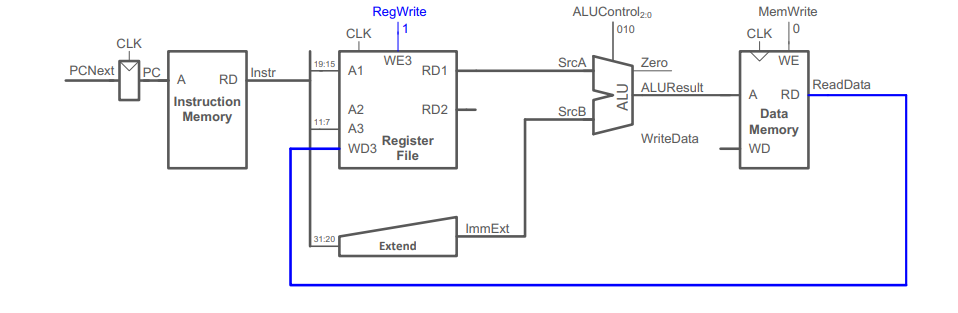 RegWrite
ALUControl2:0
MemWrite
1
010
0
CLK
CLK
CLK
PCNext
PC
A
RD
Instr
Instruction
Memory
19:15
A1
WE3
RD1
A2
RD2
11:7
A3
WD3
Register
File
SrcA
SrcB
ALU
Zero
ALUResult
WriteData
WE
A
RD
ReadData
Data
Memory
WD
31:20
Extend
ImmExt